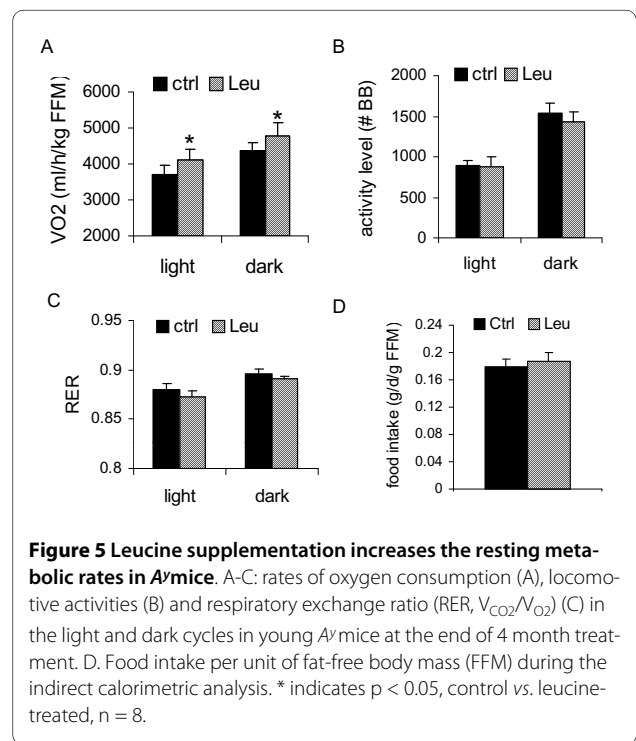 A
ctrl Leu
VO2 (ml/h/kg FFM)
6000
5000
4000
3000
2000
* *
light dark
B
ctrl Leu
activity level (# BB)
2000
1500
1000
500
0
light dark
C
ctrl Leu
RER
0.95
0.9
0.85
0.8
light dark
D
Ctrl Leu
food intake (g/d/g FFM)
0.24
0.2
0.16
0.12
0.08
0.04
0
Figure 5 Leucine supplementation increases the resting meta-
bolic rates in Aʸ mice. A-C: rates of oxygen consumption (A), locomo-
tive activities (B) and respiratory exchange ratio (RER, V_CO2/V_O2) (C) in
the light and dark cycles in young Aʸ mice at the end of 4 month treat-
ment. D. Food intake per unit of fat-free body mass (FFM) during the
indirect calorimetric analysis. * indicates p < 0.05, control vs. leucine-
treated, n = 8.